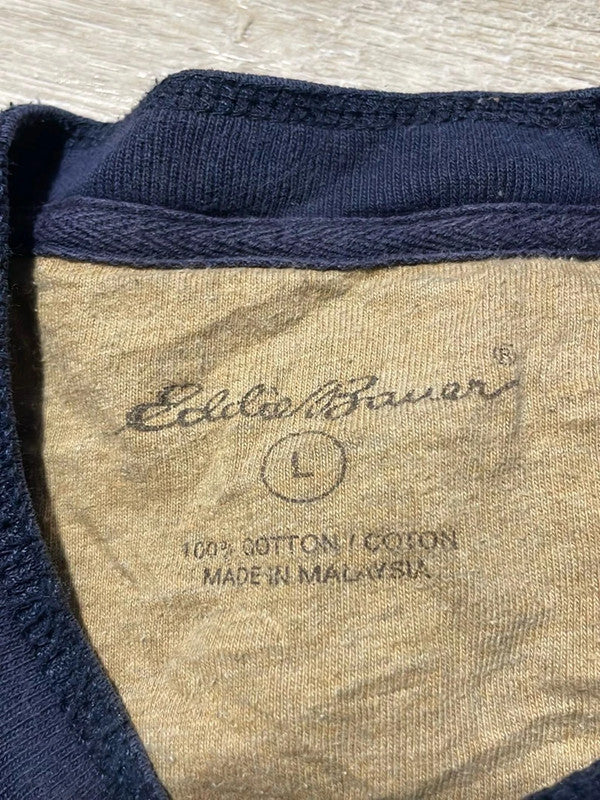 Eddie Bauer®
L
100% COTTON / COTON
MADE IN MALAYSIA